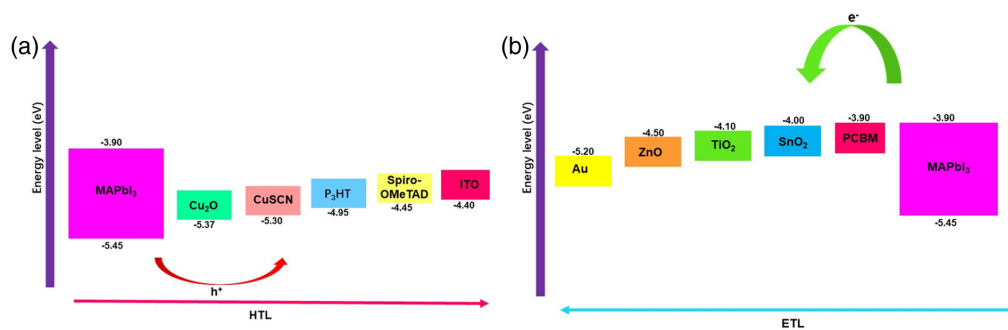 (a)
Energy level (eV)
-3.90
MAPbI₃
-5.45
Cu₂O
-5.37
CuSCN
-5.30
P₃HT
-4.95
Spiro-
OMeTAD
-4.45
ITO
-4.40
h⁺
HTL
(b)
Energy level (eV)
e⁻
-5.20
Au
-4.50
ZnO
-4.10
TiO₂
-4.00
SnO₂
-3.90
PCBM
-3.90
MAPbI₃
-5.45
ETL